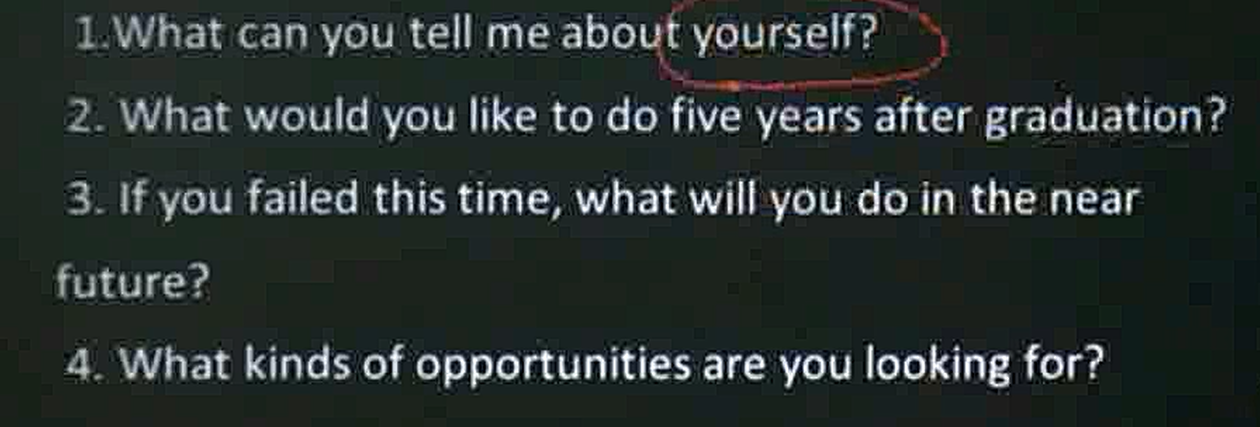 1.What can you tell me about yourself?
2. What would you like to do five years after graduation?
3. If you failed this time, what will you do in the near
future?
4. What kinds of opportunities are you looking for?